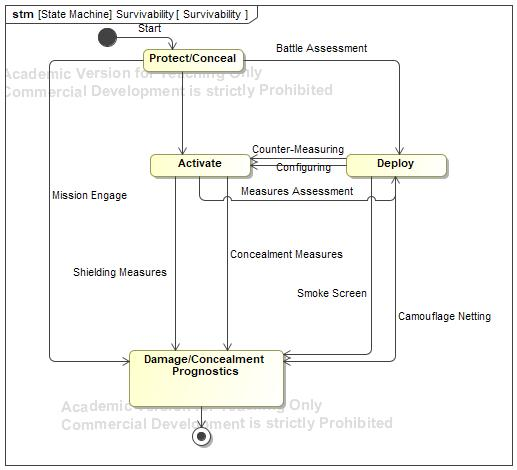 stm [State Machine] Survivability [ Survivability ]
Start
Battle Assessment
Protect/Conceal
Academic Version for Teaching Only
Commercial Development is strictly Prohibited
Counter-Measuring
Activate
Deploy
Configuring
Measures Assessment
Mission Engage
Concealment Measures
Shielding Measures
Smoke Screen
Camouflage Netting
Damage/Concealment
Prognostics
Academic Version for Teaching Only
Commercial Development is strictly Prohibited